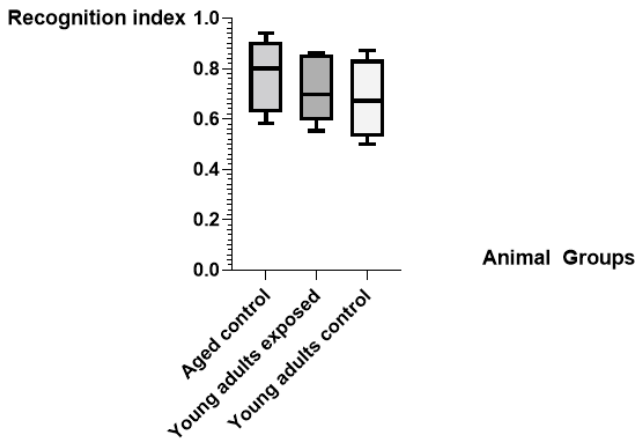 Recognition index
1.0
0.8
0.6
0.4
0.2
0.0
Animal Groups
Aged control
Young adults exposed
Young adults control